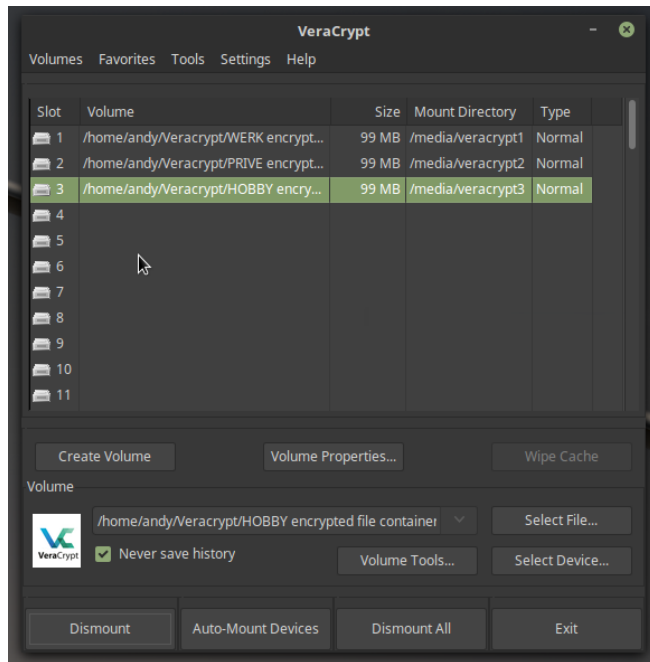 VeraCrypt
Volumes Favorites Tools Settings Help
Slot Volume Size Mount Directory Type
1 /home/andy/Veracrypt/WERK encrypt... 99 MB /media/veracrypt1 Normal
2 /home/andy/Veracrypt/PRIVE encrypt... 99 MB /media/veracrypt2 Normal
3 /home/andy/Veracrypt/HOBBY encry... 99 MB /media/veracrypt3 Normal
4
5
6
7
8
9
10
11
Create Volume Volume Properties... Wipe Cache
Volume
/home/andy/Veracrypt/HOBBY encrypted file container Select File...
VeraCrypt Never save history Volume Tools... Select Device...
Dismount Auto-Mount Devices Dismount All Exit